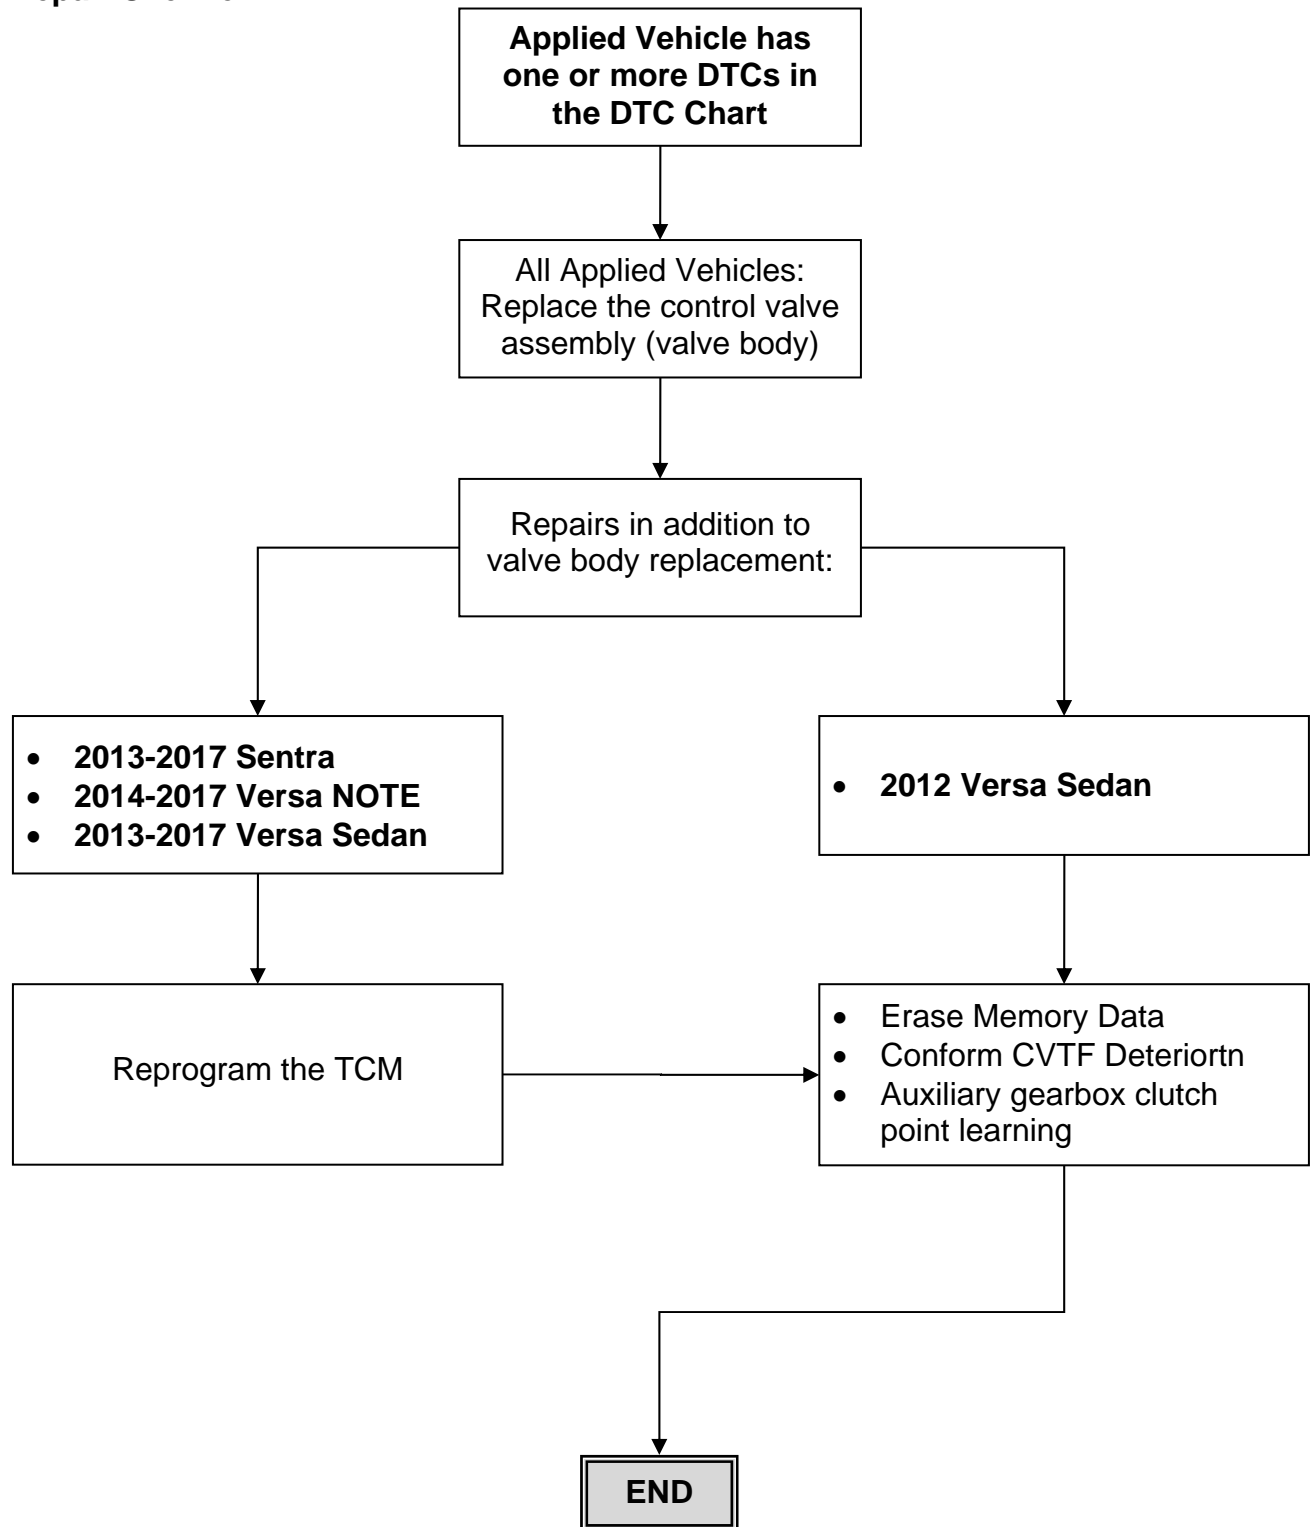 Applied Vehicle has
one or more DTCs in
the DTC Chart
All Applied Vehicles:
Replace the control valve
assembly (valve body)
Repairs in addition to
valve body replacement:
• 2013-2017 Sentra
• 2014-2017 Versa NOTE
• 2013-2017 Versa Sedan
• 2012 Versa Sedan
Reprogram the TCM
• Erase Memory Data
• Conform CVTF Deteriortn
• Auxiliary gearbox clutch
point learning
END